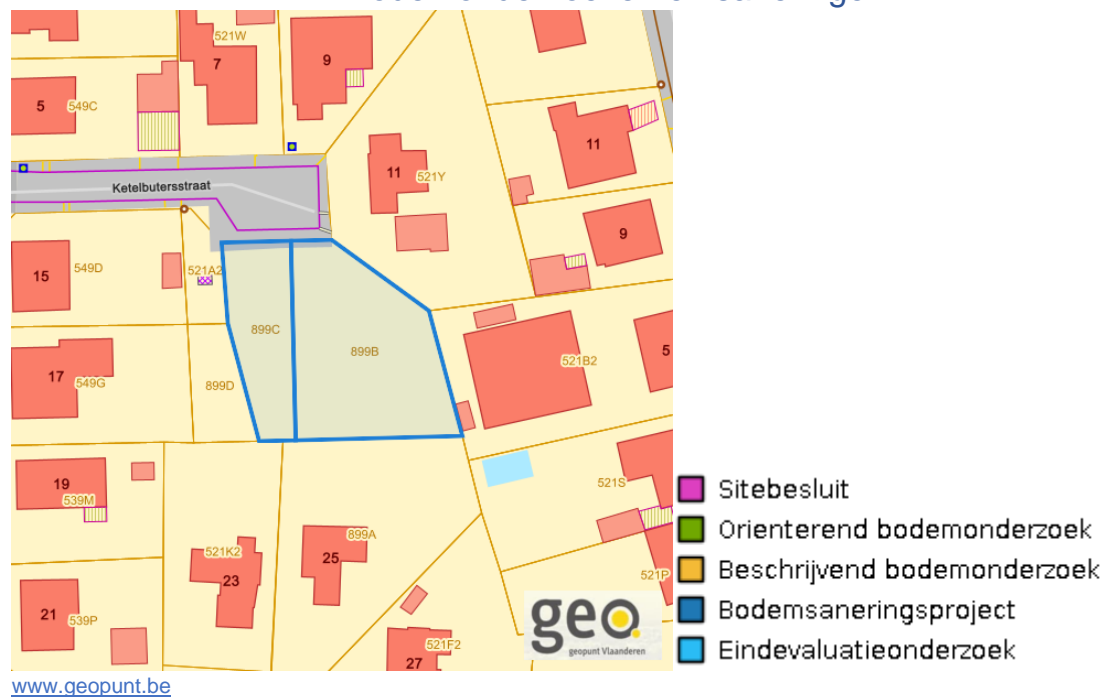 521W
7
9
5
549C
11
521Y
11
Ketelbutersstraat
9
15
549D
521A2
899C
899B
521B2
5
17
549G
899D
19
539M
521S
899A
25
521K2
23
521P
21
539P
521F2
27
geo.
geopunt Vlaanderen
Sitebesluit
Orienterend bodemonderzoek
Beschrijvend bodemonderzoek
Bodemsaneringsproject
Eindevaluatieonderzoek
www.geopunt.be